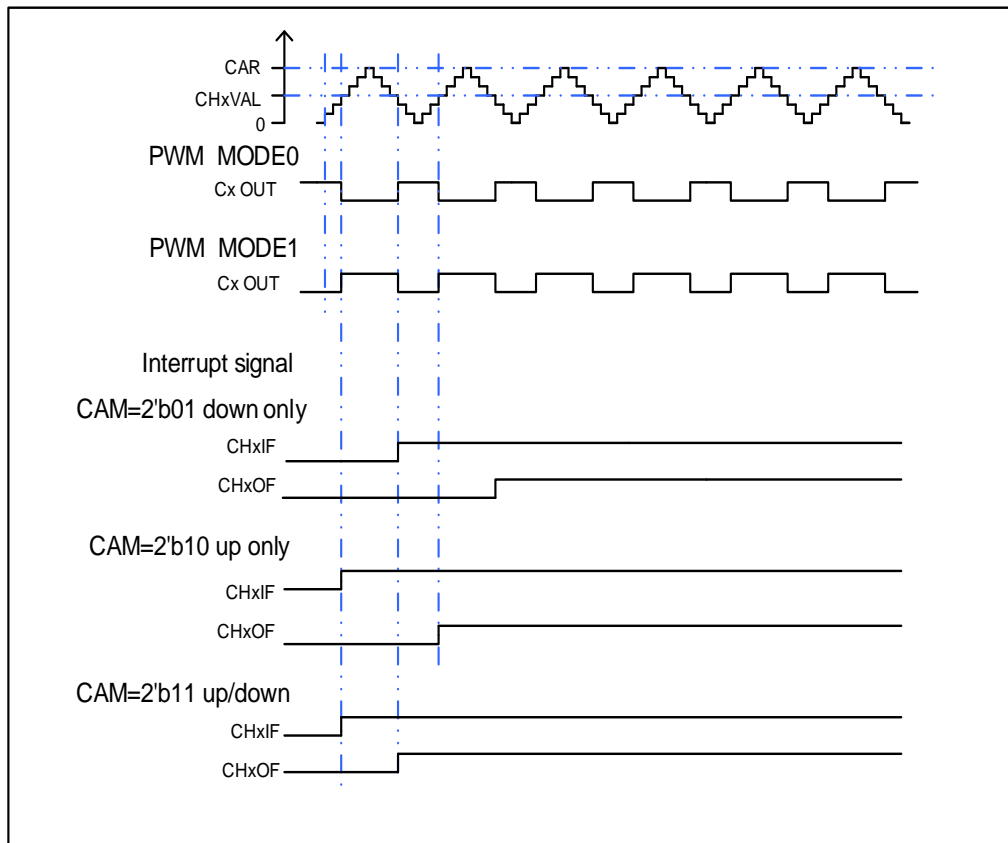 CAR
CHxVAL
0
PWM MODE0
Cx OUT
PWM MODE1
Cx OUT
Interrupt signal
CAM=2'b01 down only
CHxIF
CHxOF
CAM=2'b10 up only
CHxIF
CHxOF
CAM=2'b11 up/down
CHxIF
CHxOF